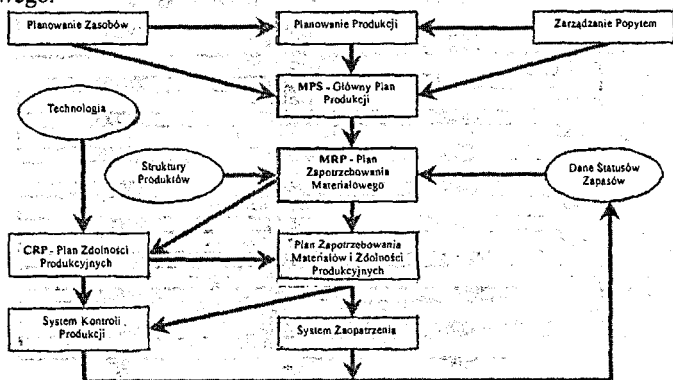 wego.
Planowanie Zasobów
Planowanie Produkcji
Zarządzanie Popytem
MPS - Główny Plan
Produkcji
Technologia
Struktury
Produktów
MRP - Plan
Zapotrzebowania
Materiałowego
Dane Statusów
Zapasów
CRP - Plan Zdolności
Produkcyjnych
Plan Zapotrzebowania
Materiałów i Zdolności
Produkcyjnych
System Kontroli
Produkcji
System Zaopatrzenia